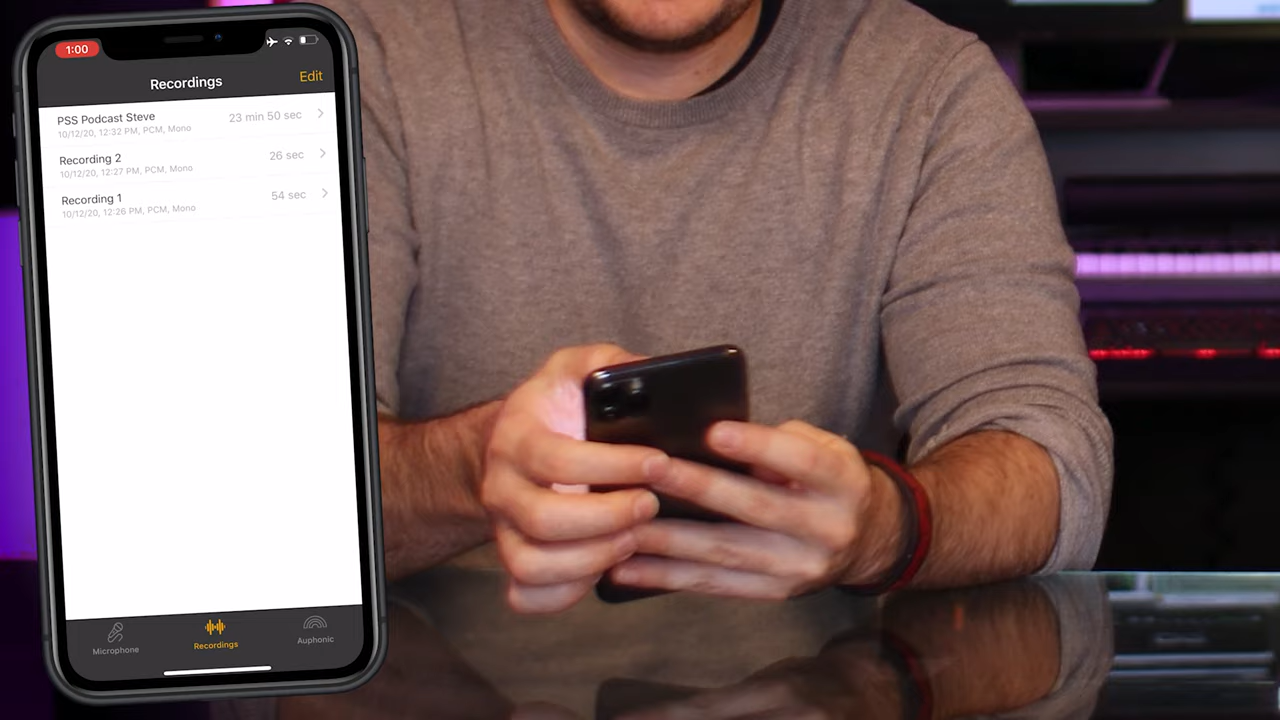 1:00
Recordings
Edit
PSS Podcast Steve
23 min 50 sec
10/12/20, 12:32 PM, PCM, Mono
Recording 2
26 sec
10/12/20, 12:27 PM, PCM, Mono
Recording 1
54 sec
10/12/20, 12:26 PM, PCM, Mono
Microphone
Recordings
Auphonic